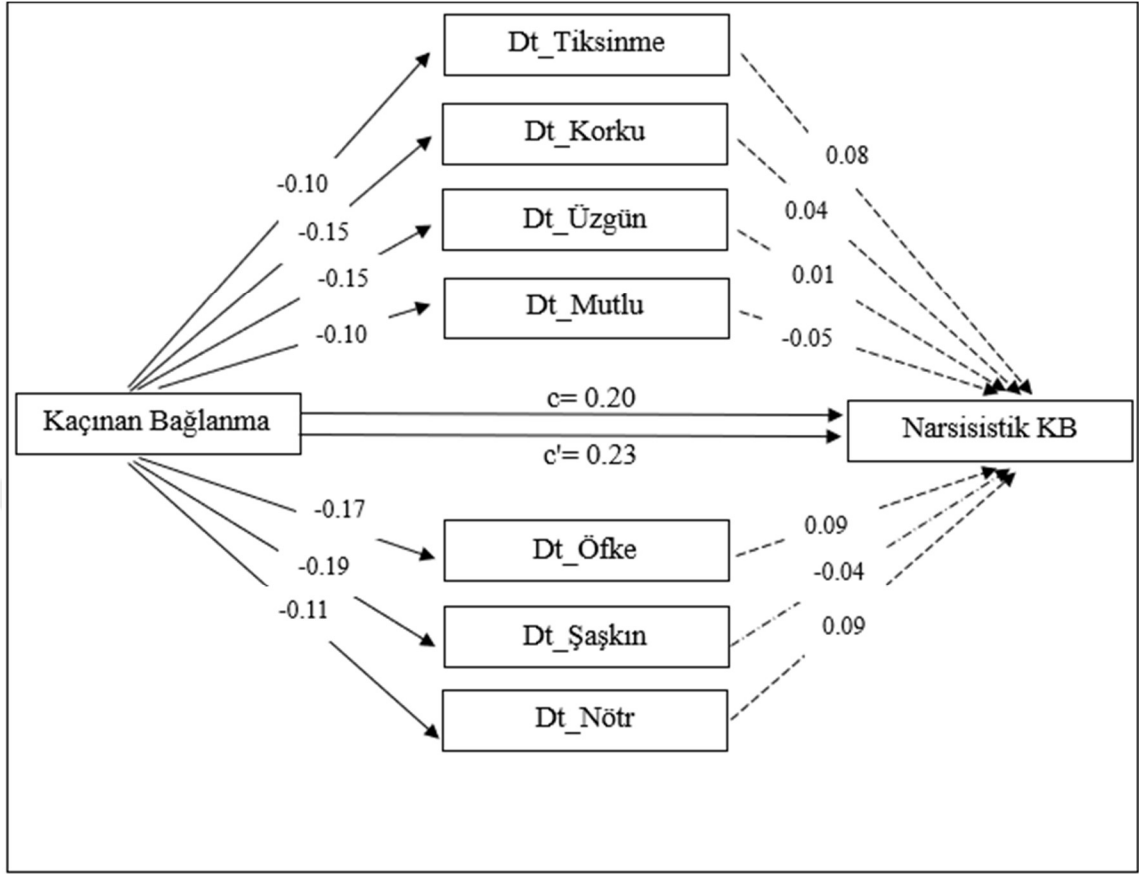 Dt_Tiksinme
Dt_Korku
Dt_Üzgün
Dt_Mutlu
-0.10
-0.15
-0.15
-0.10
0.08
0.04
0.01
-0.05
Kaçınan Bağlanma
c= 0.20
c'= 0.23
Narsisistik KB
-0.17
-0.19
-0.11
Dt_Öfke
Dt_Şaşkın
Dt_Nötr
0.09
-0.04
0.09